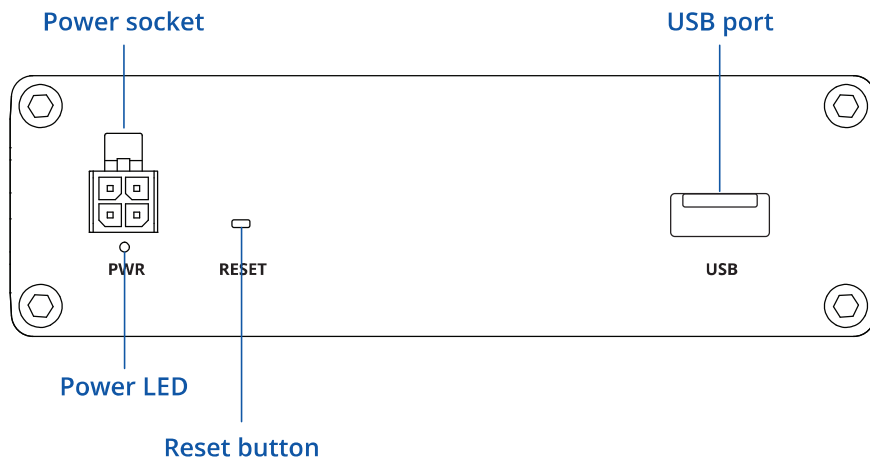 Power socket
USB port
PWR
RESET
USB
Power LED
Reset button